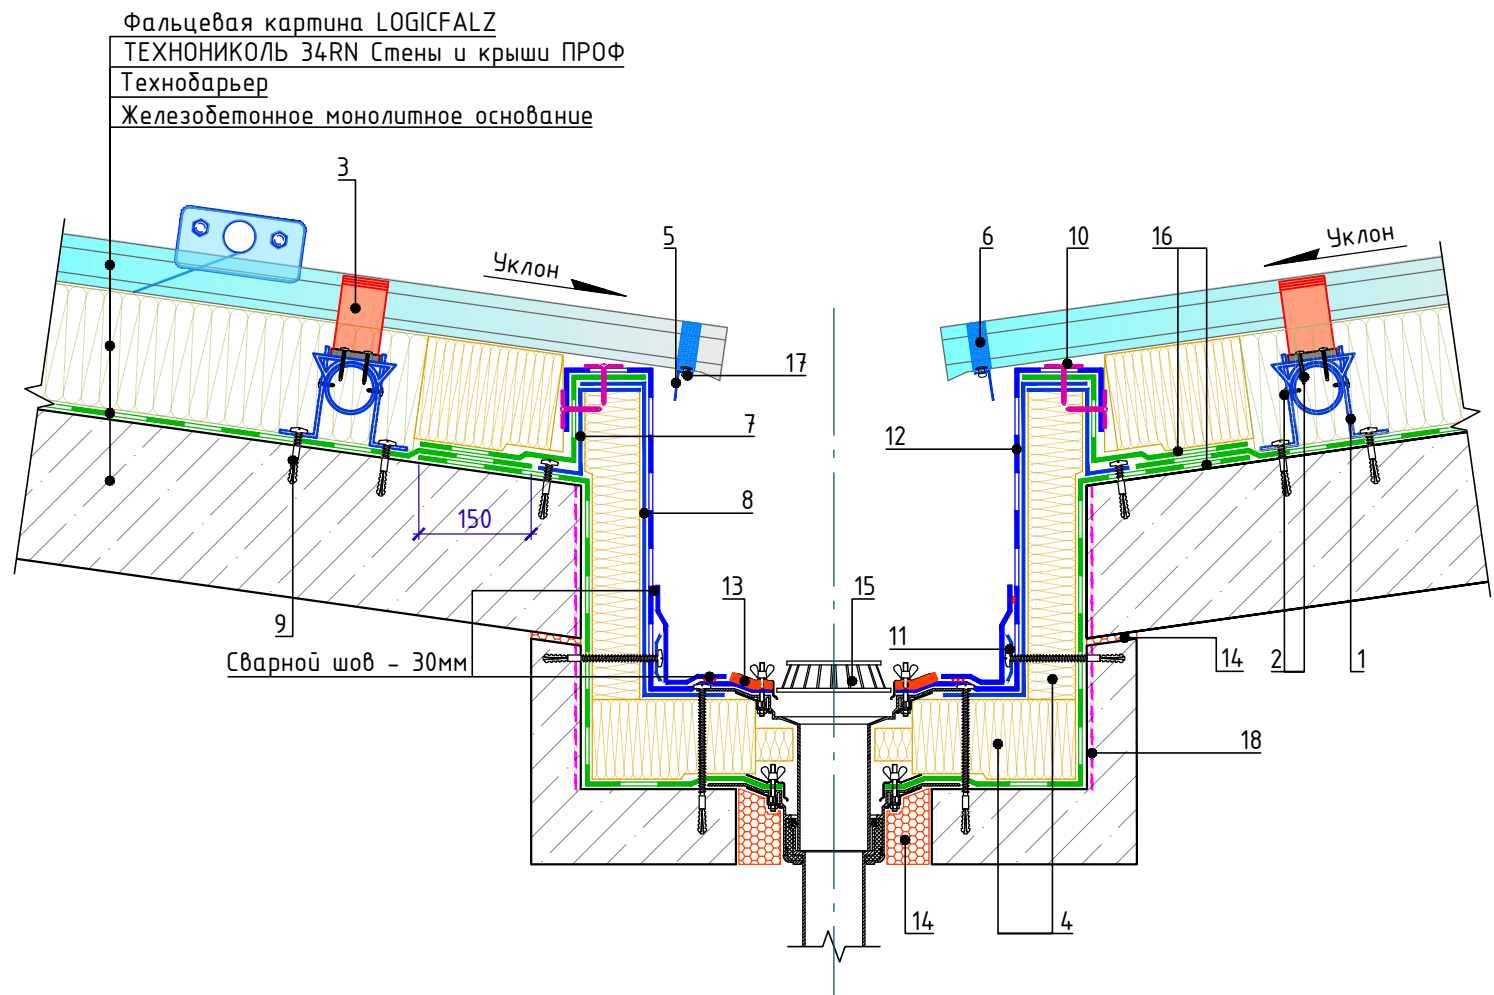 Фальцевая картина LOGICFALZ
ТЕХНОНИКОЛЬ 34RN Стены и крыши ПРОФ
Технобарьер
Железобетонное монолитное основание
3
Уклон
5
6
10
16
Уклон
17
7
12
8
150
9
13
15
11
14
2
1
Сварной шов - 30мм
18
14
4